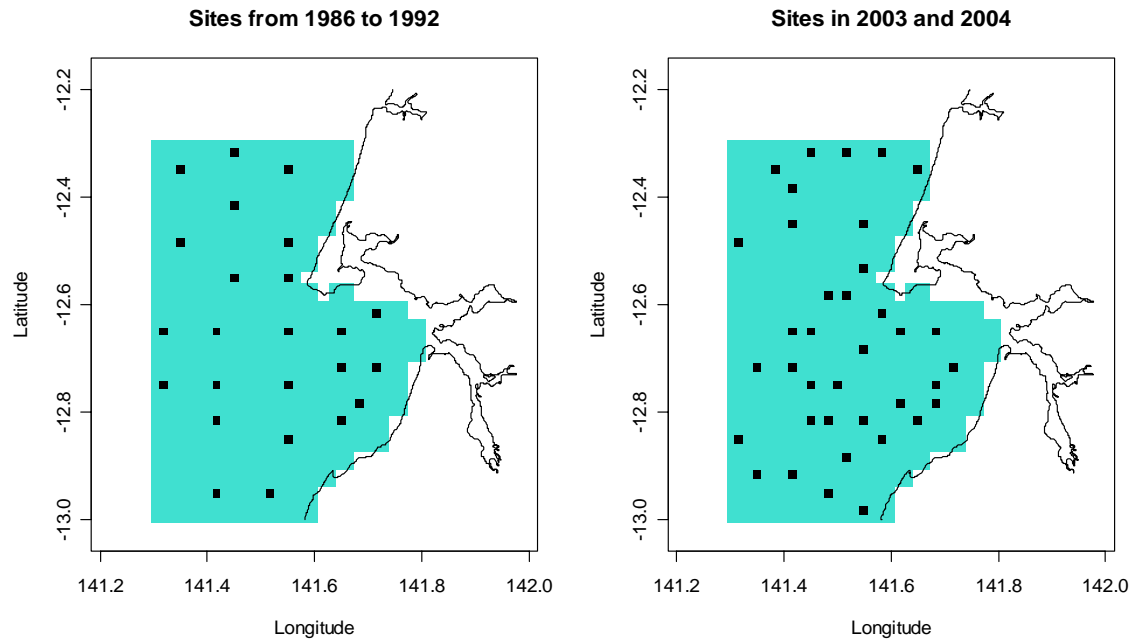 Sites from 1986 to 1992
-12.2
-12.4
-12.6
-12.8
-13.0
Latitude
141.2 141.4 141.6 141.8 142.0
Longitude
Sites in 2003 and 2004
-12.2
-12.4
-12.6
-12.8
-13.0
Latitude
141.2 141.4 141.6 141.8 142.0
Longitude